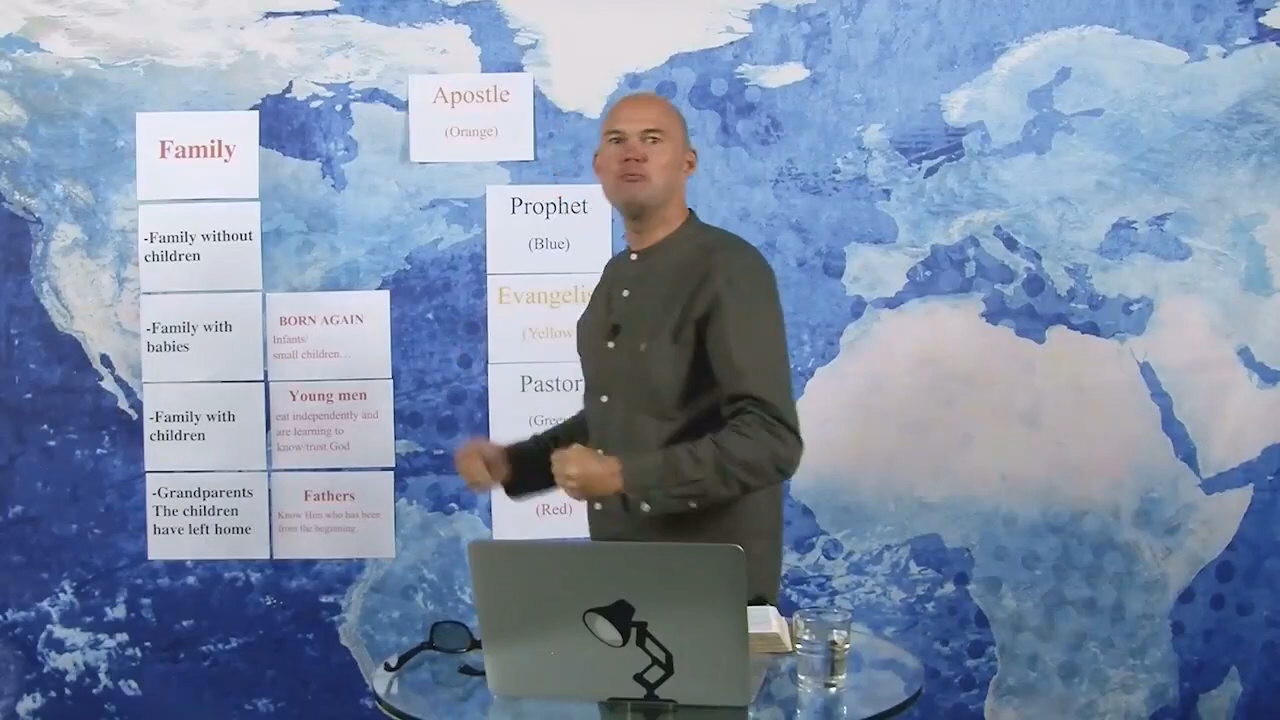 Family
-Family without
children
-Family with
babies
-Family with
children
-Grandparents
The children
have left home
BORN AGAIN
Infants/
small children...
Young men
eat independently and
are learning to
know/trust God
Fathers
Know Him who has been
from the beginning
Apostle
(Orange)
Prophet
(Blue)
Evangelis
(Yellow
Pastor
(Gree
(Red)